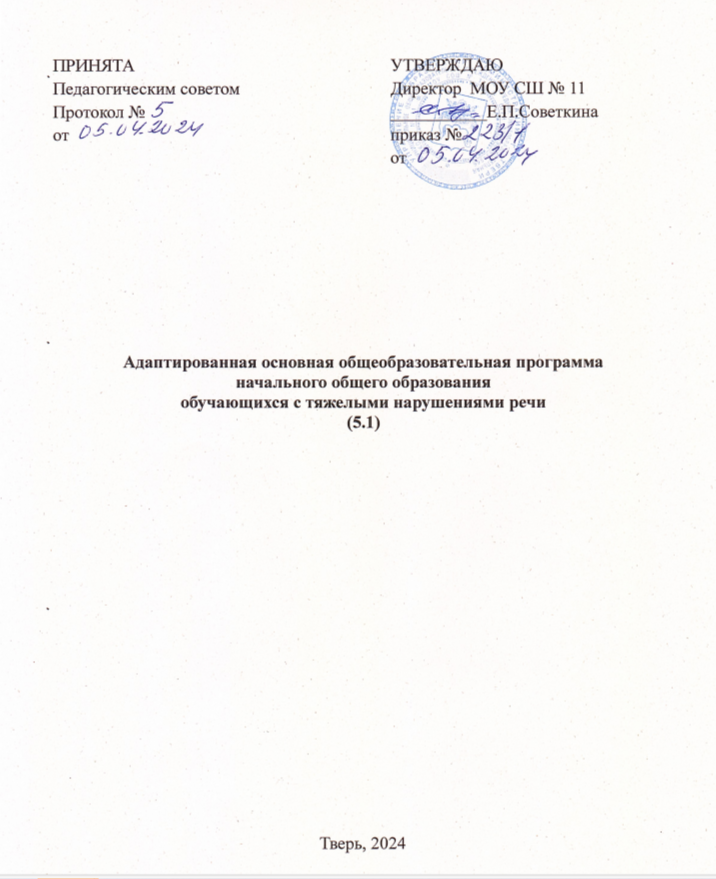 ПРИНЯТА
Педагогическим советом
Протокол № 5
от 05.04.2024
УТВЕРЖДАЮ
Директор МОУ СШ № 11
Е.П.Советкина
приказ № 223/1
от 05.04.2024
Адаптированная основная общеобразовательная программа
начального общего образования
обучающихся с тяжелыми нарушениями речи
(5.1)
Тверь, 2024